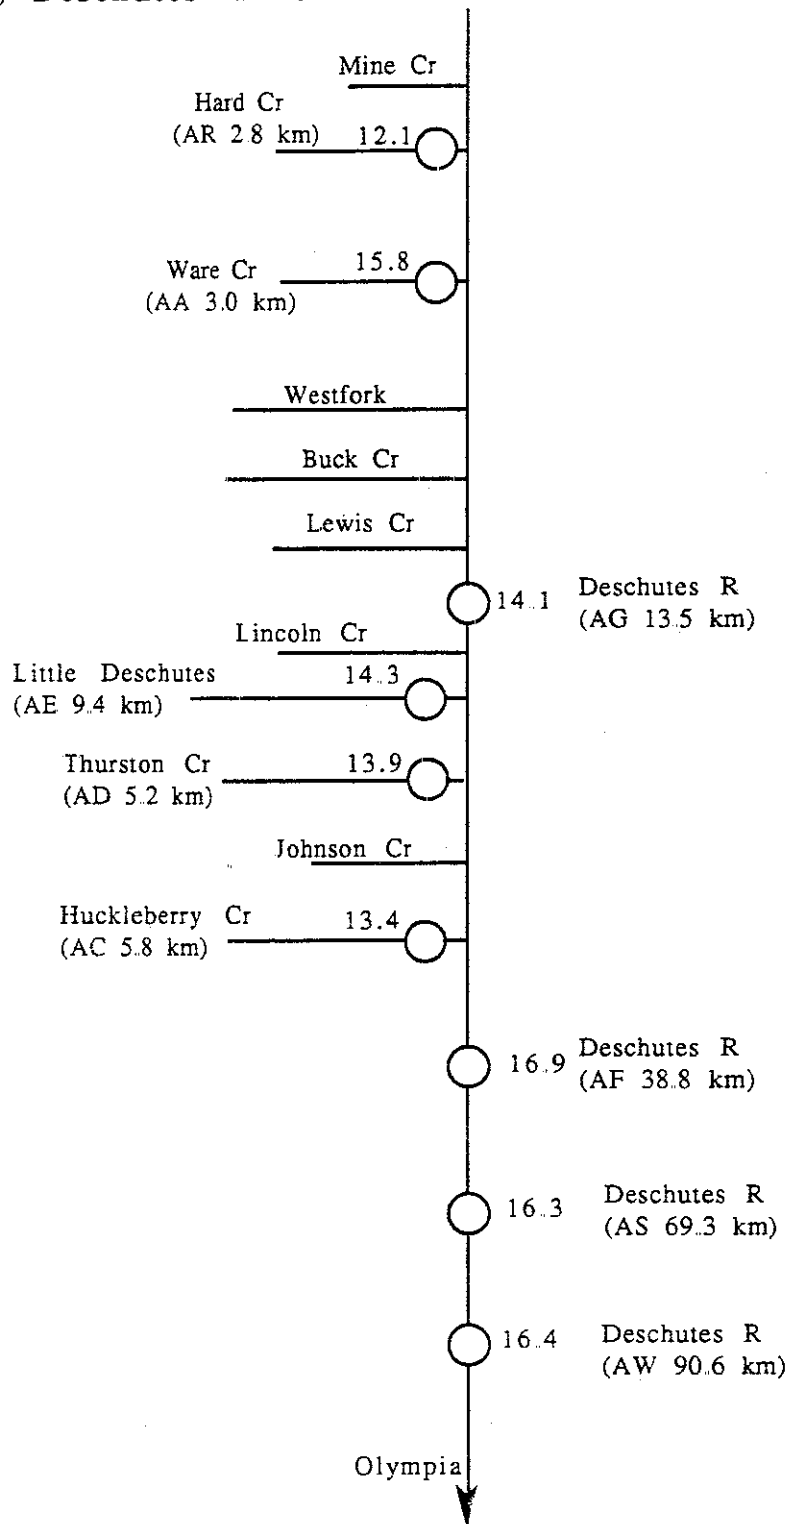 Deschutes
Mine Cr
Hard Cr
(AR 2.8 km)
12.1
Ware Cr
(AA 3.0 km)
15.8
Westfork
Buck Cr
Lewis Cr
14.1
Deschutes R
(AG 13.5 km)
Lincoln Cr
Little Deschutes
(AE 9.4 km)
14.3
Thurston Cr
(AD 5.2 km)
13.9
Johnson Cr
Huckleberry Cr
(AC 5.8 km)
13.4
16.9
Deschutes R
(AF 38.8 km)
16.3
Deschutes R
(AS 69.3 km)
16.4
Deschutes R
(AW 90.6 km)
Olympia